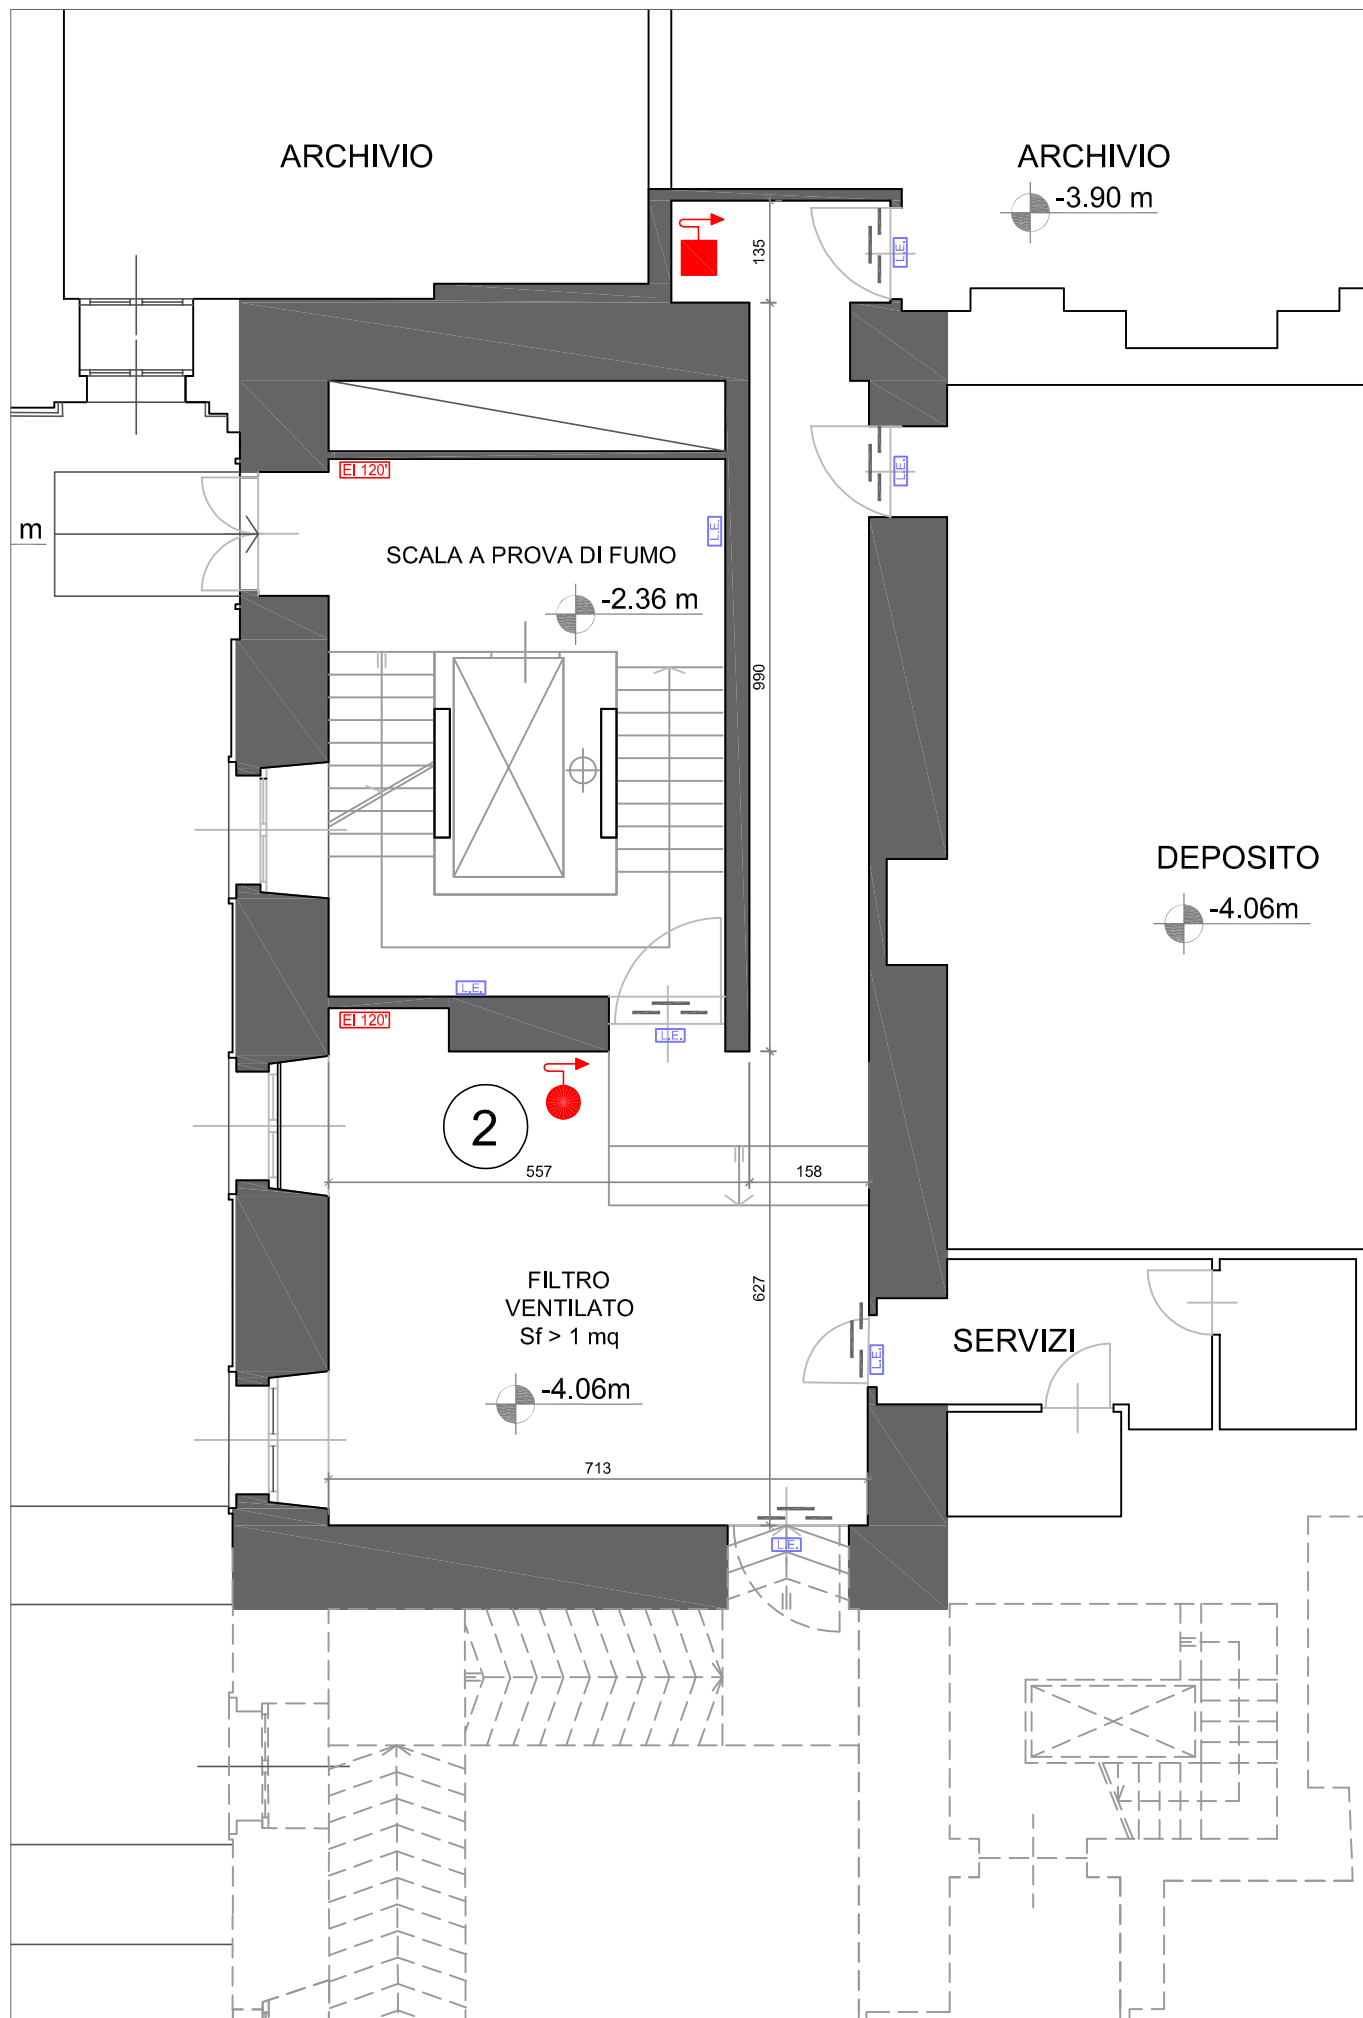 ARCHIVIO
ARCHIVIO
-3.90 m
135
L.E.
EI 120'
L.E.
m
L.E.
SCALA A PROVA DI FUMO
-2.36 m
990
DEPOSITO
-4.06m
L.E.
EI 120'
L.E.
2
557
158
FILTRO
VENTILATO
Sf > 1 mq
627
SERVIZI
L.E.
-4.06m
713
L.E.